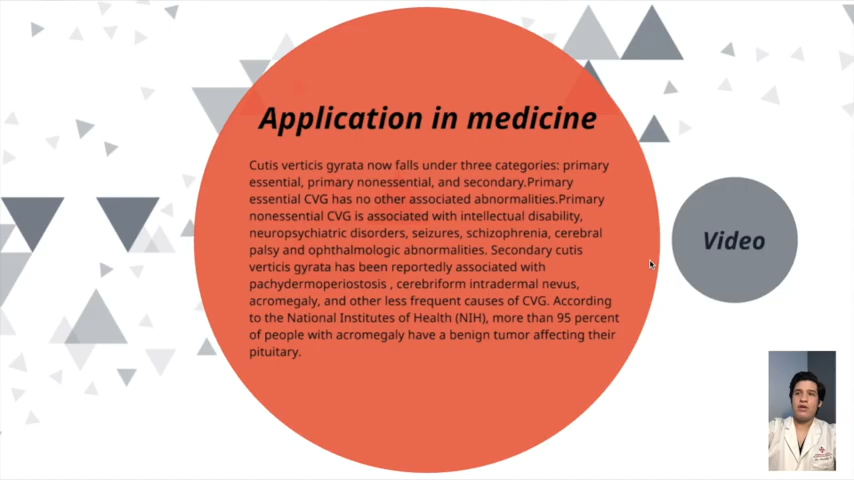 Application in medicine
Cutis verticis gyrata now falls under three categories: primary
essential, primary nonessential, and secondary.Primary
essential CVG has no other associated abnormalities.Primary
nonessential CVG is associated with intellectual disability,
neuropsychiatric disorders, seizures, schizophrenia, cerebral
palsy and ophthalmologic abnormalities. Secondary cutis
verticis gyrata has been reportedly associated with
pachydermoperiostosis , cerebriform intradermal nevus,
acromegaly, and other less frequent causes of CVG. According
to the National Institutes of Health (NIH), more than 95 percent
of people with acromegaly have a benign tumor affecting their
pituitary.
Video